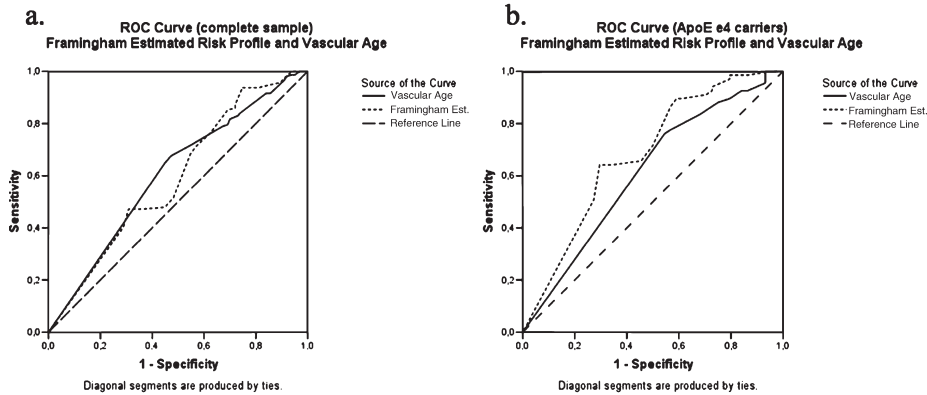 a.
ROC Curve (complete sample)
Framingham Estimated Risk Profile and Vascular Age
1,0
0,8
0,6
0,4
0,2
0,0
Sensitivity
0,0 0,2 0,4 0,6 0,8 1,0
1 - Specificity
Diagonal segments are produced by ties.
Source of the Curve
Vascular Age
Framingham Est.
Reference Line
b.
ROC Curve (ApoE e4 carriers)
Framingham Estimated Risk Profile and Vascular Age
1,0
0,8
0,6
0,4
0,2
0,0
Sensitivity
0,0 0,2 0,4 0,6 0,8 1,0
1 - Specificity
Diagonal segments are produced by ties.
Source of the Curve
Vascular Age
Framingham Est.
Reference Line